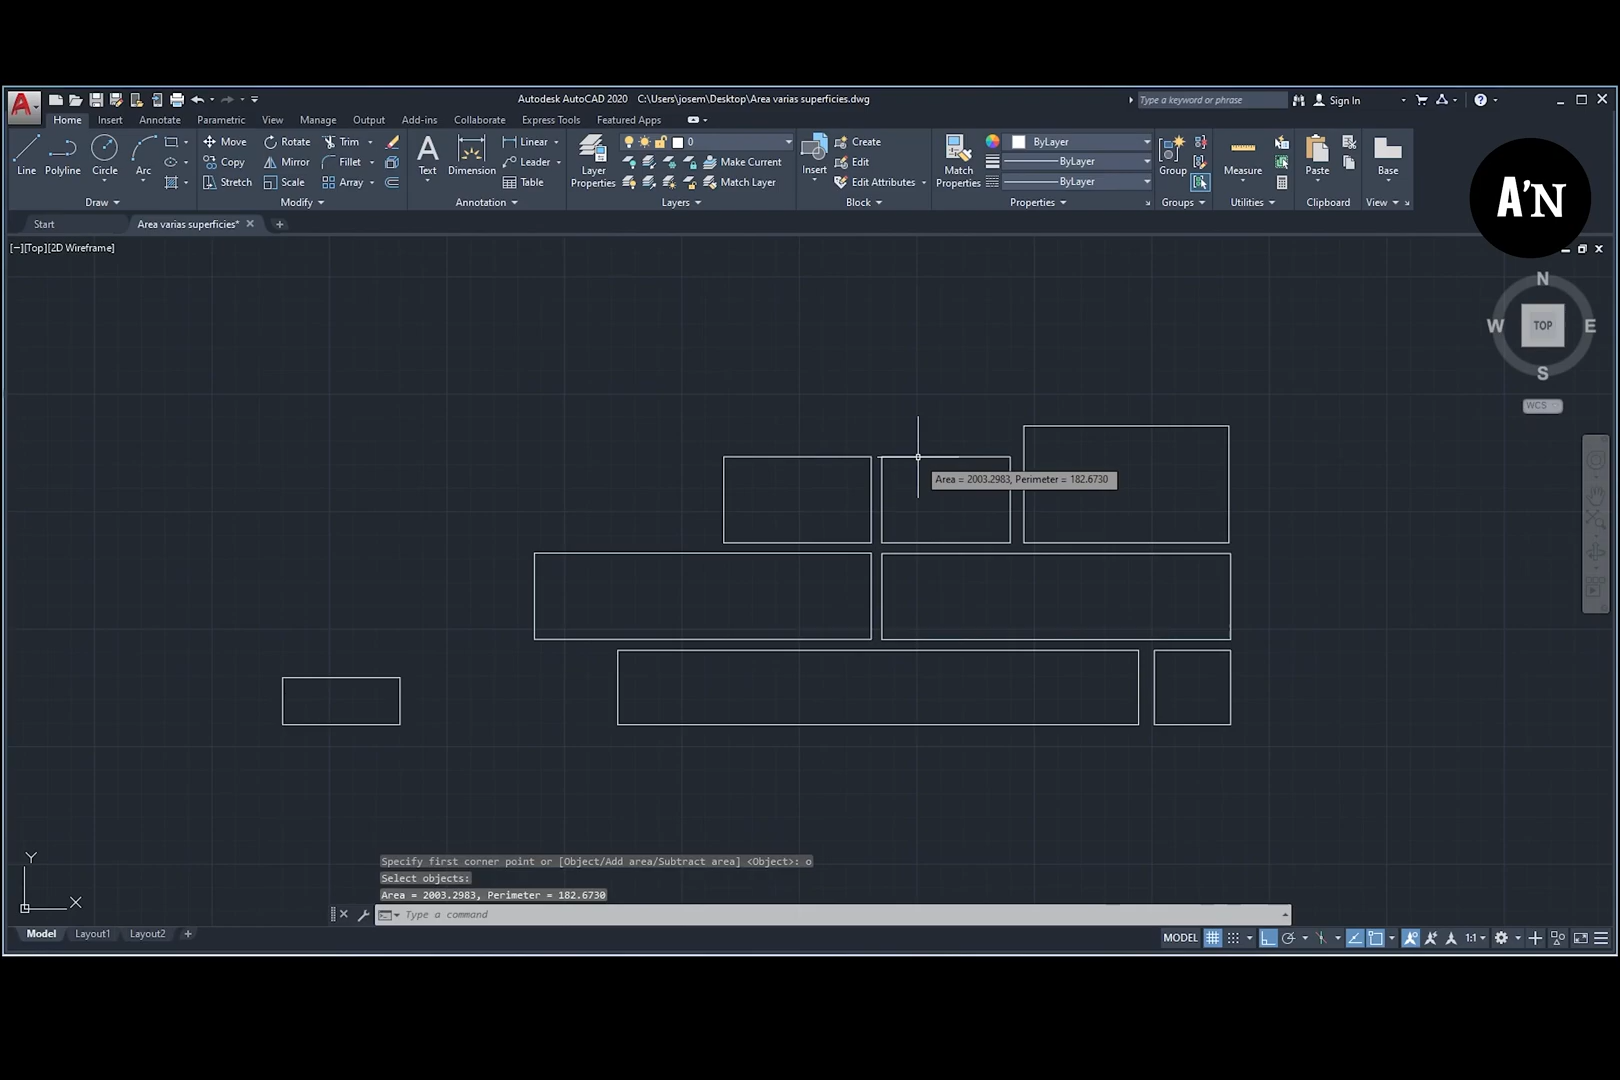 Autodesk AutoCAD 2020 C:\Users\josem\Desktop\Area varias superficies.dwg
Type a keyword or phrase
Sign In
Home Insert Annotate Parametric View Manage Output Add-ins Collaborate Express Tools Featured Apps
Line
Polyline
Circle
Arc
Draw
Move
Rotate
Trim
Copy
Mirror
Fillet
Stretch
Scale
Array
Modify
Text
Dimension
Linear
Leader
Table
Annotation
Layer
Properties
0
Make Current
Match Layer
Layers
Insert
Create
Edit
Edit Attributes
Block
Match
Properties
ByLayer
ByLayer
ByLayer
Properties
Group
Groups
Measure
Utilities
Paste
Clipboard
Base
View
A'N
Start
Area varias superficies*
[−][Top][2D Wireframe]
N
W
TOP
E
S
WCS
Area = 2003.2983, Perimeter = 182.6730
Y
X
Specify first corner point or [Object/Add area/Subtract area] <Object>: o
Select objects:
Area = 2003.2983, Perimeter = 182.6730
Type a command
Model Layout1 Layout2
MODEL
1:1